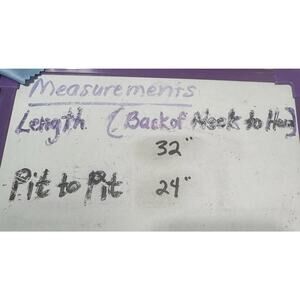 Measurements
Length (Back of Neck to Hem)
32"
Pit to Pit 24"